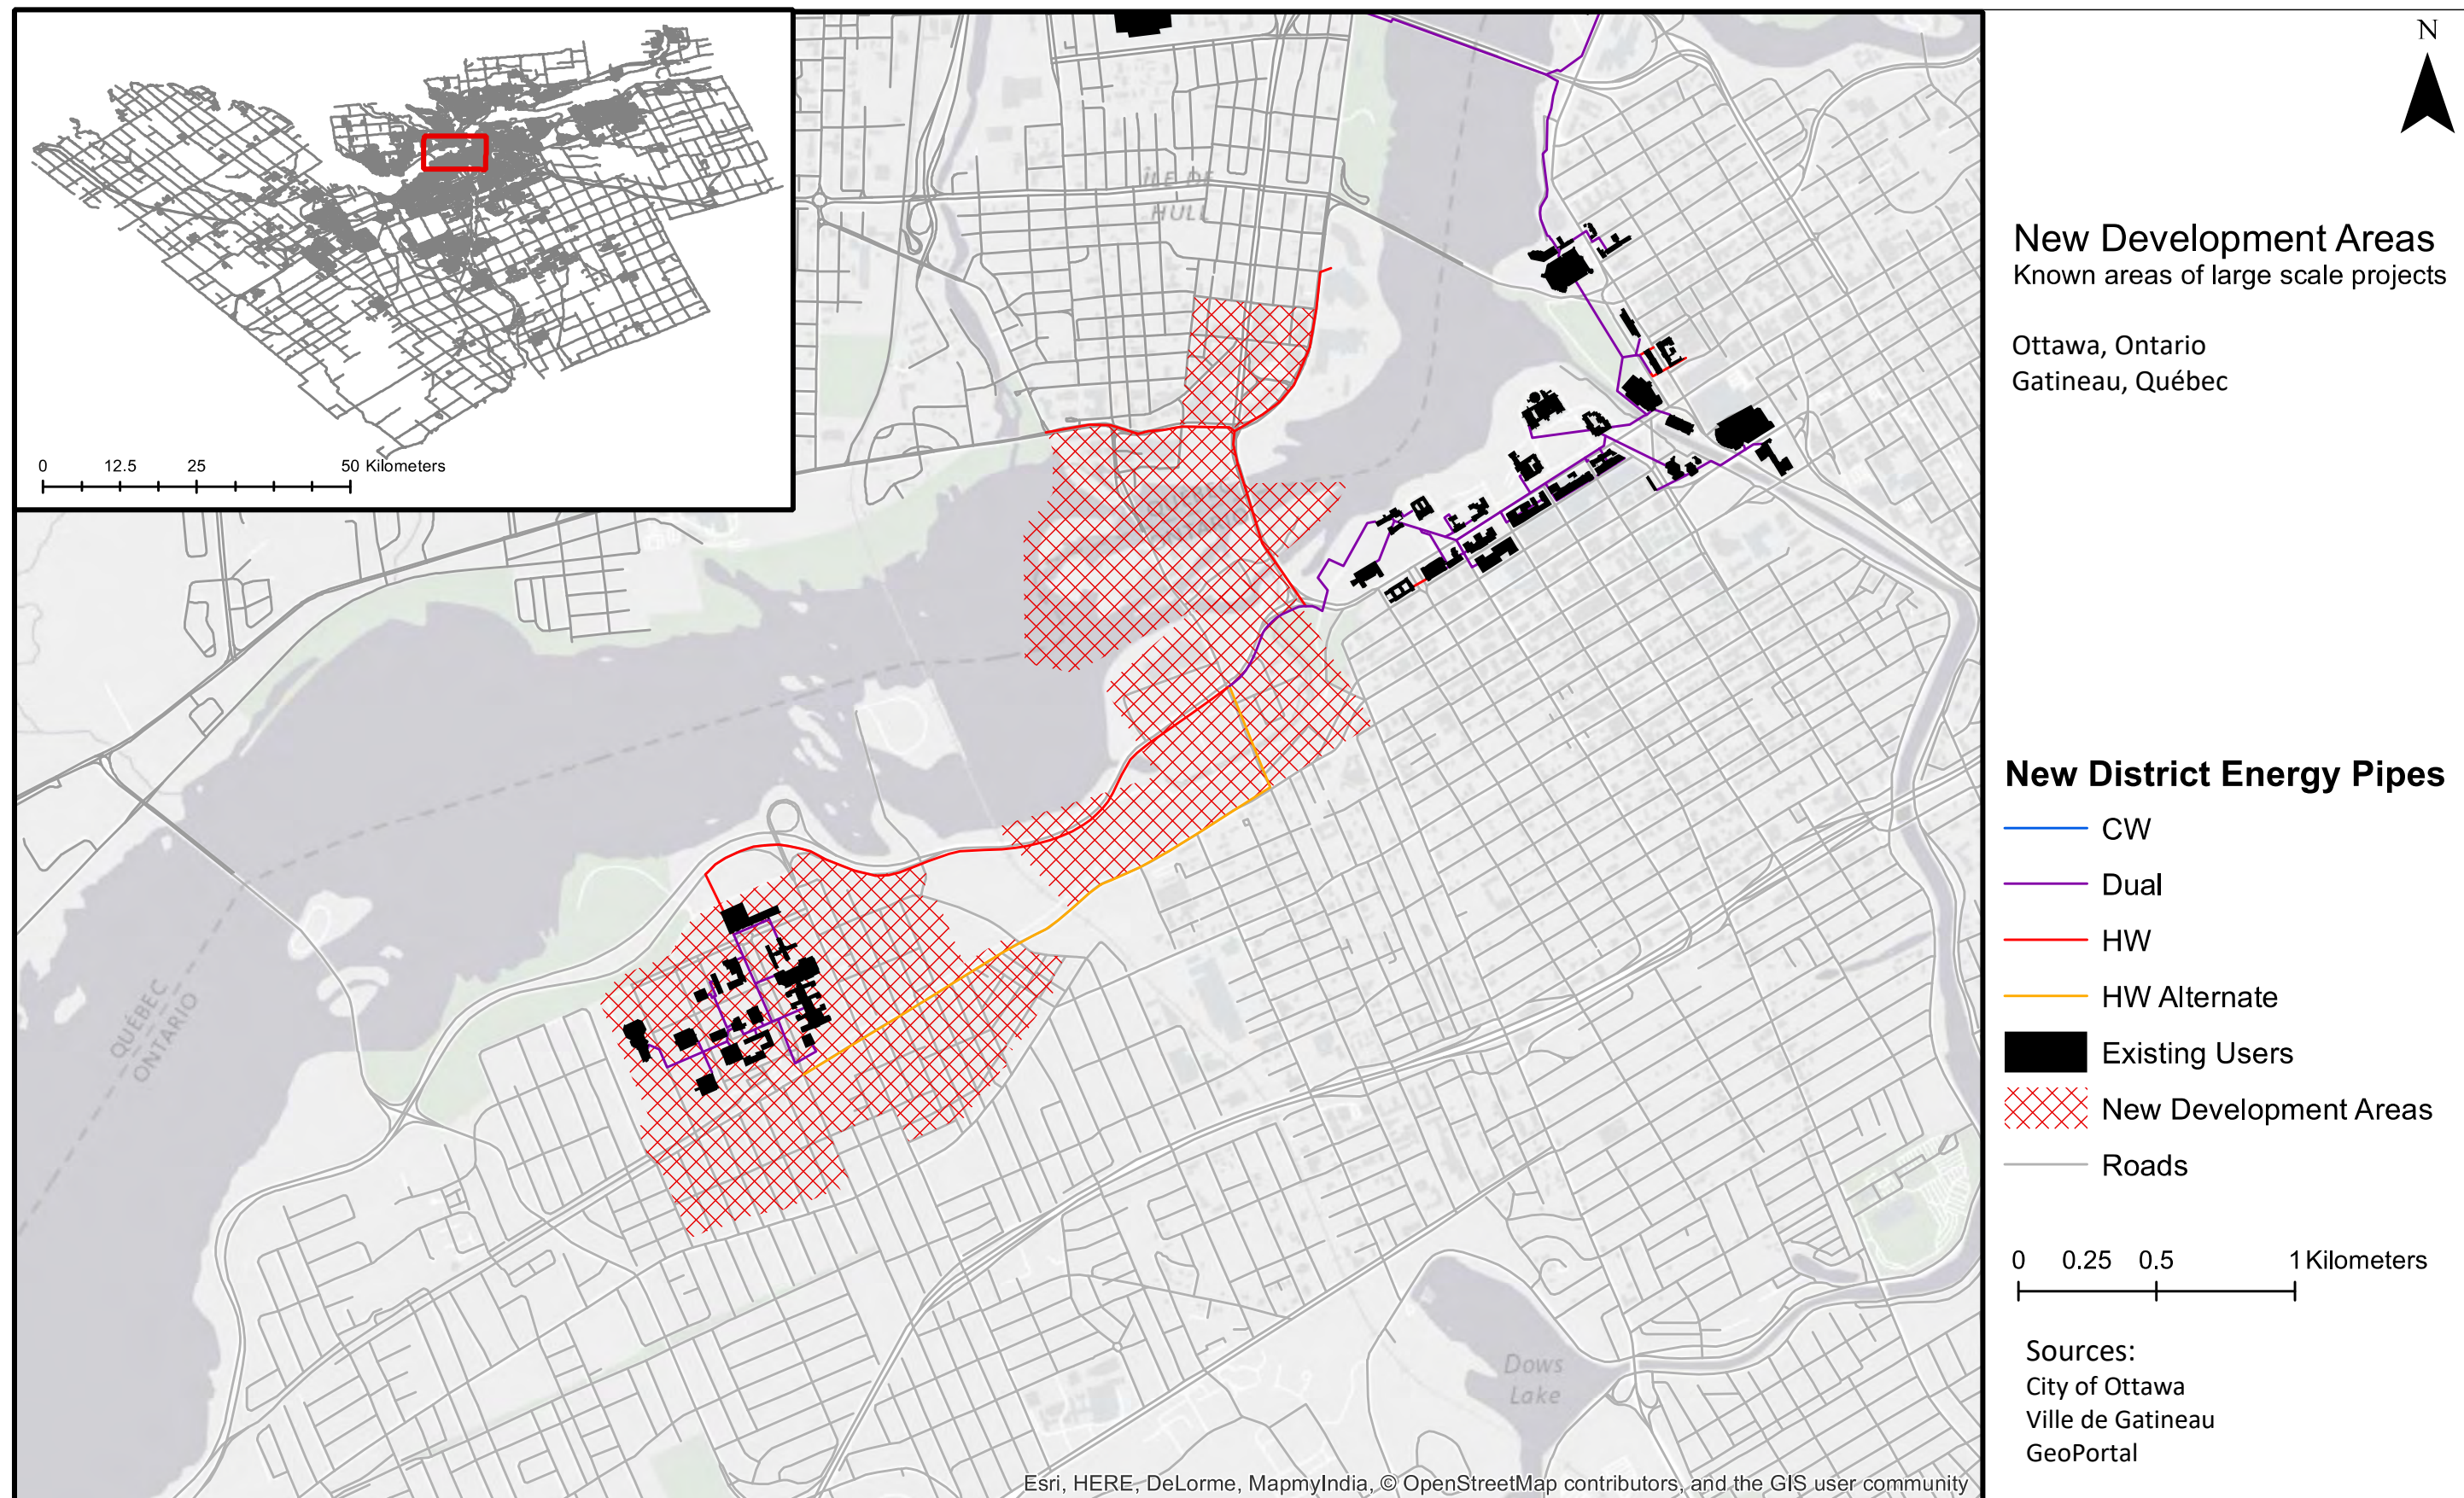 0 12.5 25 50 Kilometers
ÎLE DE
HULL
QUÉBEC
ONTARIO
QUÉBEC
ONTARIO
Dows
Lake
Esri, HERE, DeLorme, MapmyIndia, © OpenStreetMap contributors, and the GIS user community
N
New Development Areas
Known areas of large scale projects
Ottawa, Ontario
Gatineau, Québec
New District Energy Pipes
CW
Dual
HW
HW Alternate
Existing Users
New Development Areas
Roads
0 0.25 0.5 1 Kilometers
Sources:
City of Ottawa
Ville de Gatineau
GeoPortal